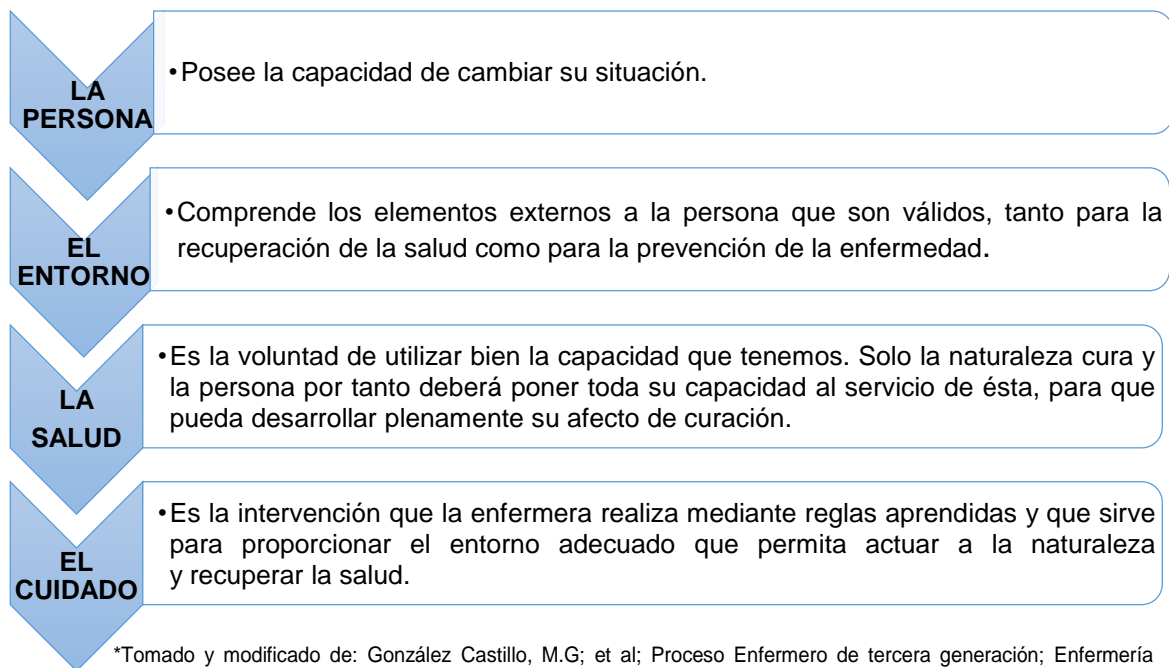 LA
PERSONA
•Posee la capacidad de cambiar su situación.
EL
ENTORNO
•Comprende los elementos externos a la persona que son válidos, tanto para la
recuperación de la salud como para la prevención de la enfermedad.
LA
SALUD
•Es la voluntad de utilizar bien la capacidad que tenemos. Solo la naturaleza cura y
la persona por tanto deberá poner toda su capacidad al servicio de ésta, para que
pueda desarrollar plenamente su afecto de curación.
EL
CUIDADO
•Es la intervención que la enfermera realiza mediante reglas aprendidas y que sirve
para proporcionar el entorno adecuado que permita actuar a la naturaleza
y recuperar la salud.
*Tomado y modificado de: González Castillo, M.G; et al; Proceso Enfermero de tercera generación; Enfermería